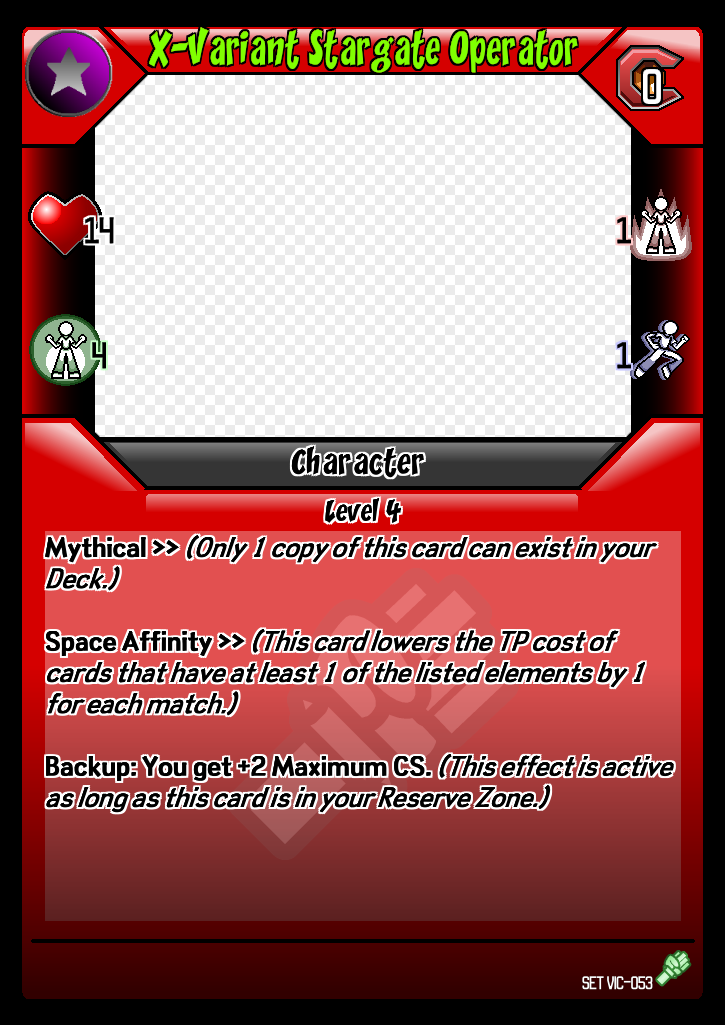 X-Variant Stargate Operator
0
14
1
4
1
Character
Level 4
Mythical >> (Only 1 copy of this card can exist in your
Deck.)
Space Affinity >> (This card lowers the TP cost of
cards that have at least 1 of the listed elements by 1
for each match.)
Backup: You get +2 Maximum CS. (This effect is active
as long as this card is in your Reserve Zone.)
SET VIC-053